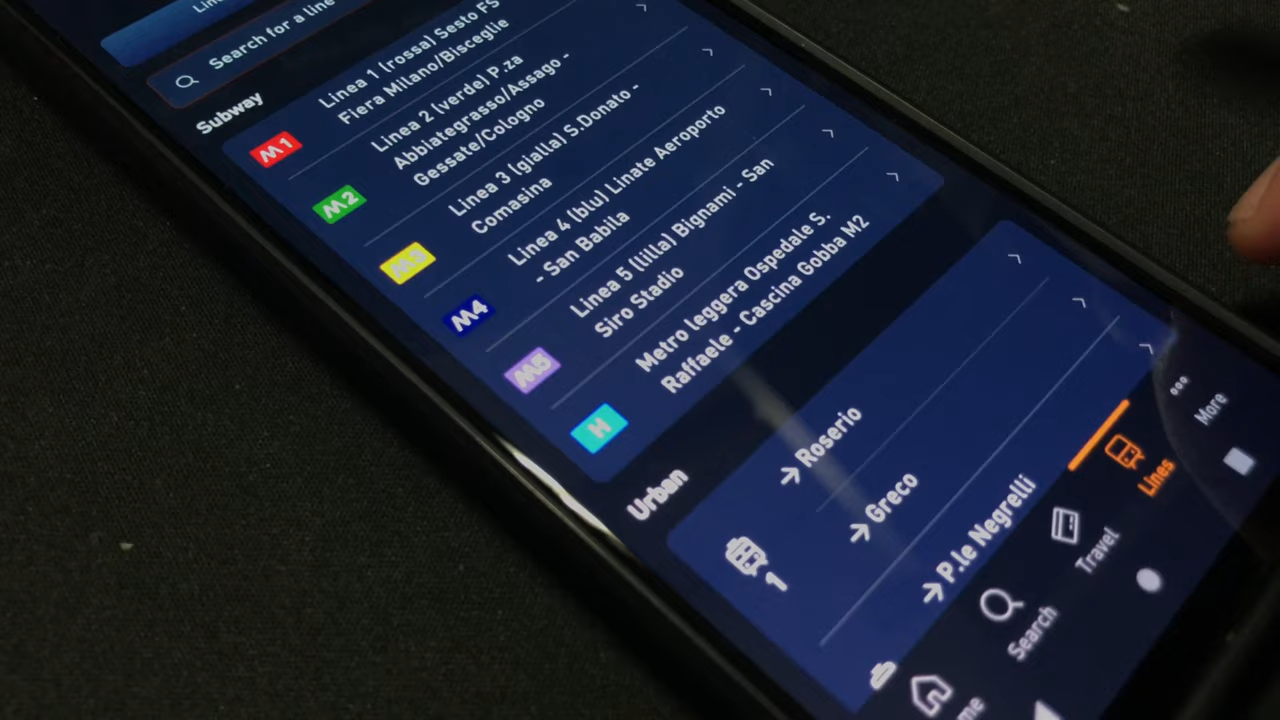 Search for a line
Subway
M1
Linea 1 (rossa) Sesto FS
Fiera Milano/Bisceglie
M2
Linea 2 (verde) P.za
Abbiategrasso/Assago -
Gessate/Cologno
M3
Linea 3 (gialla) S.Donato -
Comasina
M4
Linea 4 (blu) Linate Aeroporto
- San Babila
M5
Linea 5 (lilla) Bignami - San
Siro Stadio
H
Metro leggera Ospedale S.
Raffaele - Cascina Gobba M2
Urban
1
→ Roserio
→ Greco
→ P.le Negrelli
Search
Travel
Lines
More